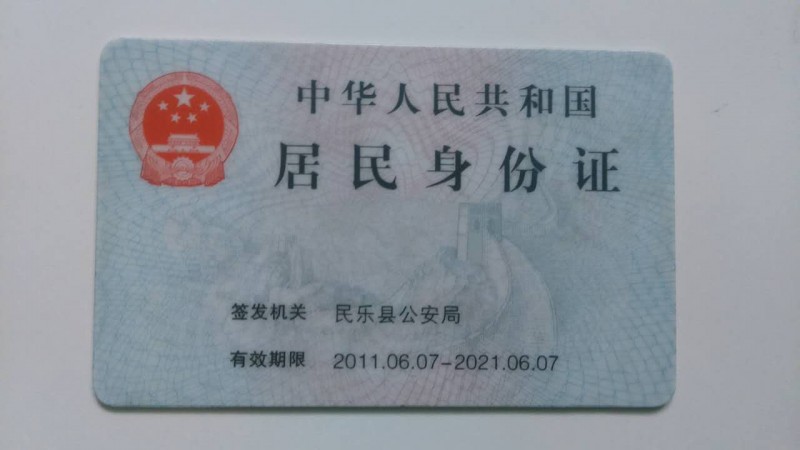 中华人民共和国
居民身份证
签发机关 民乐县公安局
有效期限 2011.06.07-2021.06.07